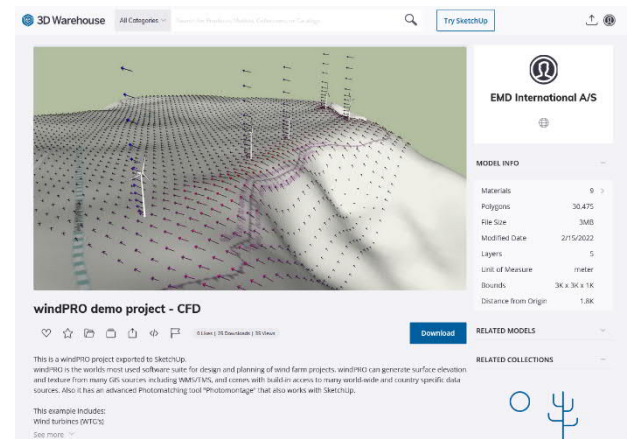 3D Warehouse
All Categories
Try SketchUp
EMD International A/S
MODEL INFO
Materials 9
Polygons 30.475
File Size 3MB
Modified Date 2/15/2022
Layers 5
Unit of Measure meter
Bounds 3K x 3K x 1K
Distance from Origin 1.8K
windPRO demo project - CFD
Download
RELATED MODELS
This is a windPRO project exported to SketchUp.
windPRO is the worlds most used software suite for design and planning of wind farm projects. windPRO can generate surface elevation
and texture from many GIS sources including WMS/TMS, and comes with build-in access to many world-wide and country specific data
sources. Also it has an advanced Photomatching tool "Photomontage" that also works with SketchUp.
RELATED COLLECTIONS
This example includes:
Wind turbines (WTG's)
See more